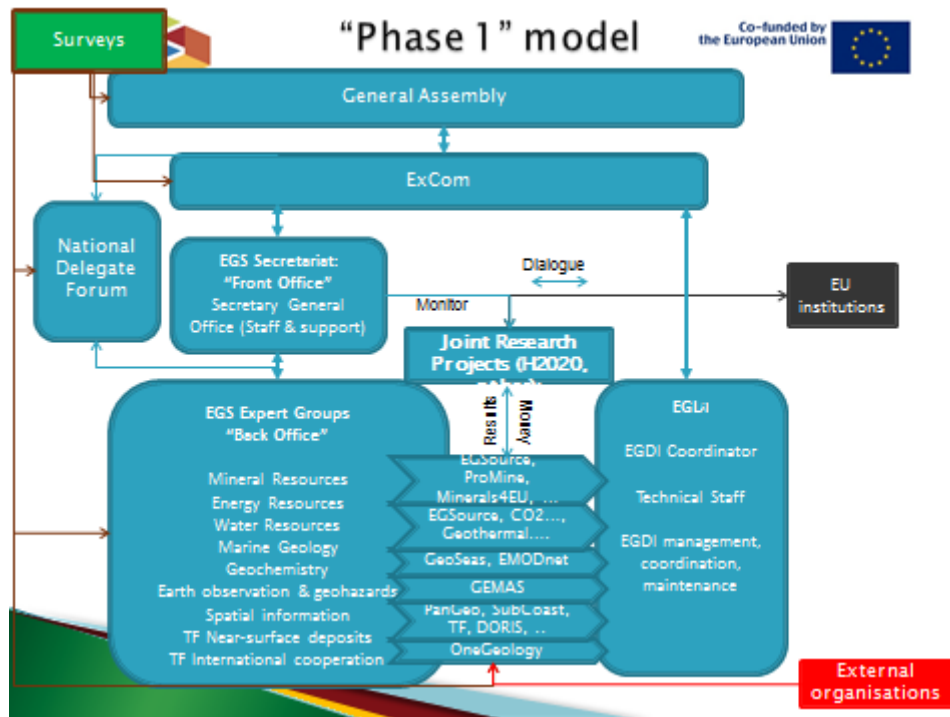 Surveys
"Phase 1" model
Co-funded by
the European Union
General Assembly
ExCom
National
Delegate
Forum
EGS Secretariat:
"Front Office"
Secretary General
Office (Staff & support)
Dialogue
Monitor
EU
institutions
Joint Research
Projects (H2020,
Results
Money
EGS Expert Groups
"Back Office"
Mineral Resources
Energy Resources
Water Resources
Marine Geology
Geochemistry
Earth observation & geohazards
Spatial information
TF Near-surface deposits
TF International cooperation
EGSource,
ProMine,
Minerals4EU, ...
EGSource, CO2...,
Geothermal....
GeoSeas, EMODnet
GEMAS
PanGeo, SubCoast,
TF, DORIS, ..
OneGeology
EGDI Coordinator
Technical Staff
EGDI management,
coordination,
maintenance
External
organisations